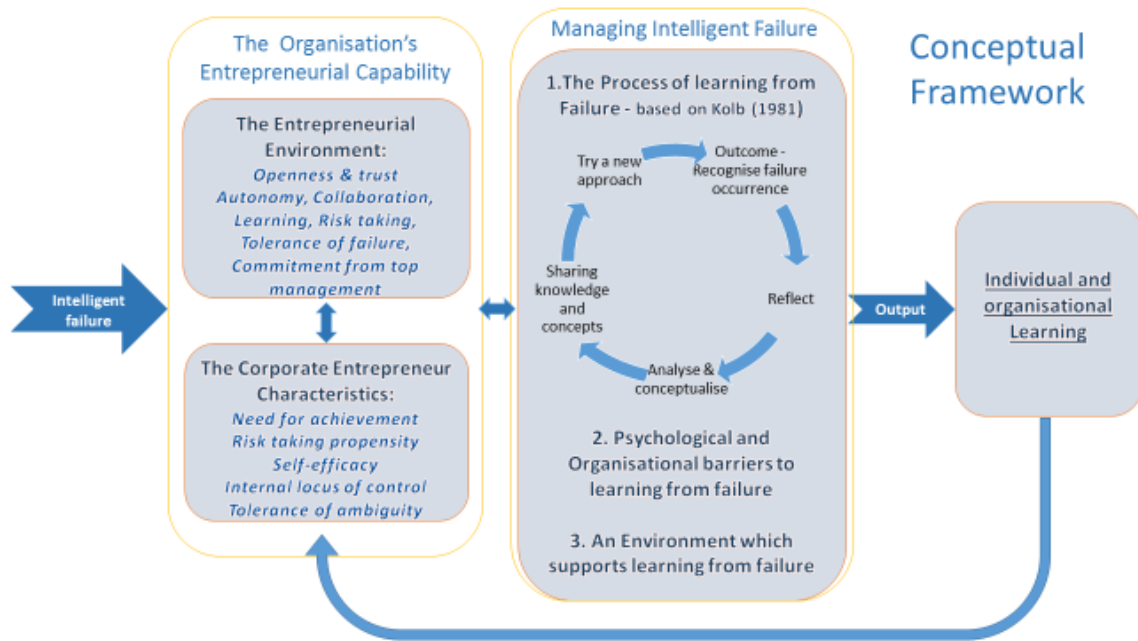 Conceptual
Framework
Intelligent
failure
The Organisation's
Entrepreneurial Capability
The Entrepreneurial
Environment:
Openness & trust
Autonomy, Collaboration,
Learning, Risk taking,
Tolerance of failure,
Commitment from top
management
The Corporate Entrepreneur
Characteristics:
Need for achievement
Risk taking propensity
Self-efficacy
Internal locus of control
Tolerance of ambiguity
Managing Intelligent Failure
1.The Process of learning from
Failure - based on Kolb (1981)
Try a new
approach
Outcome -
Recognise failure
occurrence
Reflect
Analyse &
conceptualise
Sharing
knowledge
and
concepts
2. Psychological and
Organisational barriers to
learning from failure
3. An Environment which
supports learning from failure
Output
Individual and
organisational
Learning